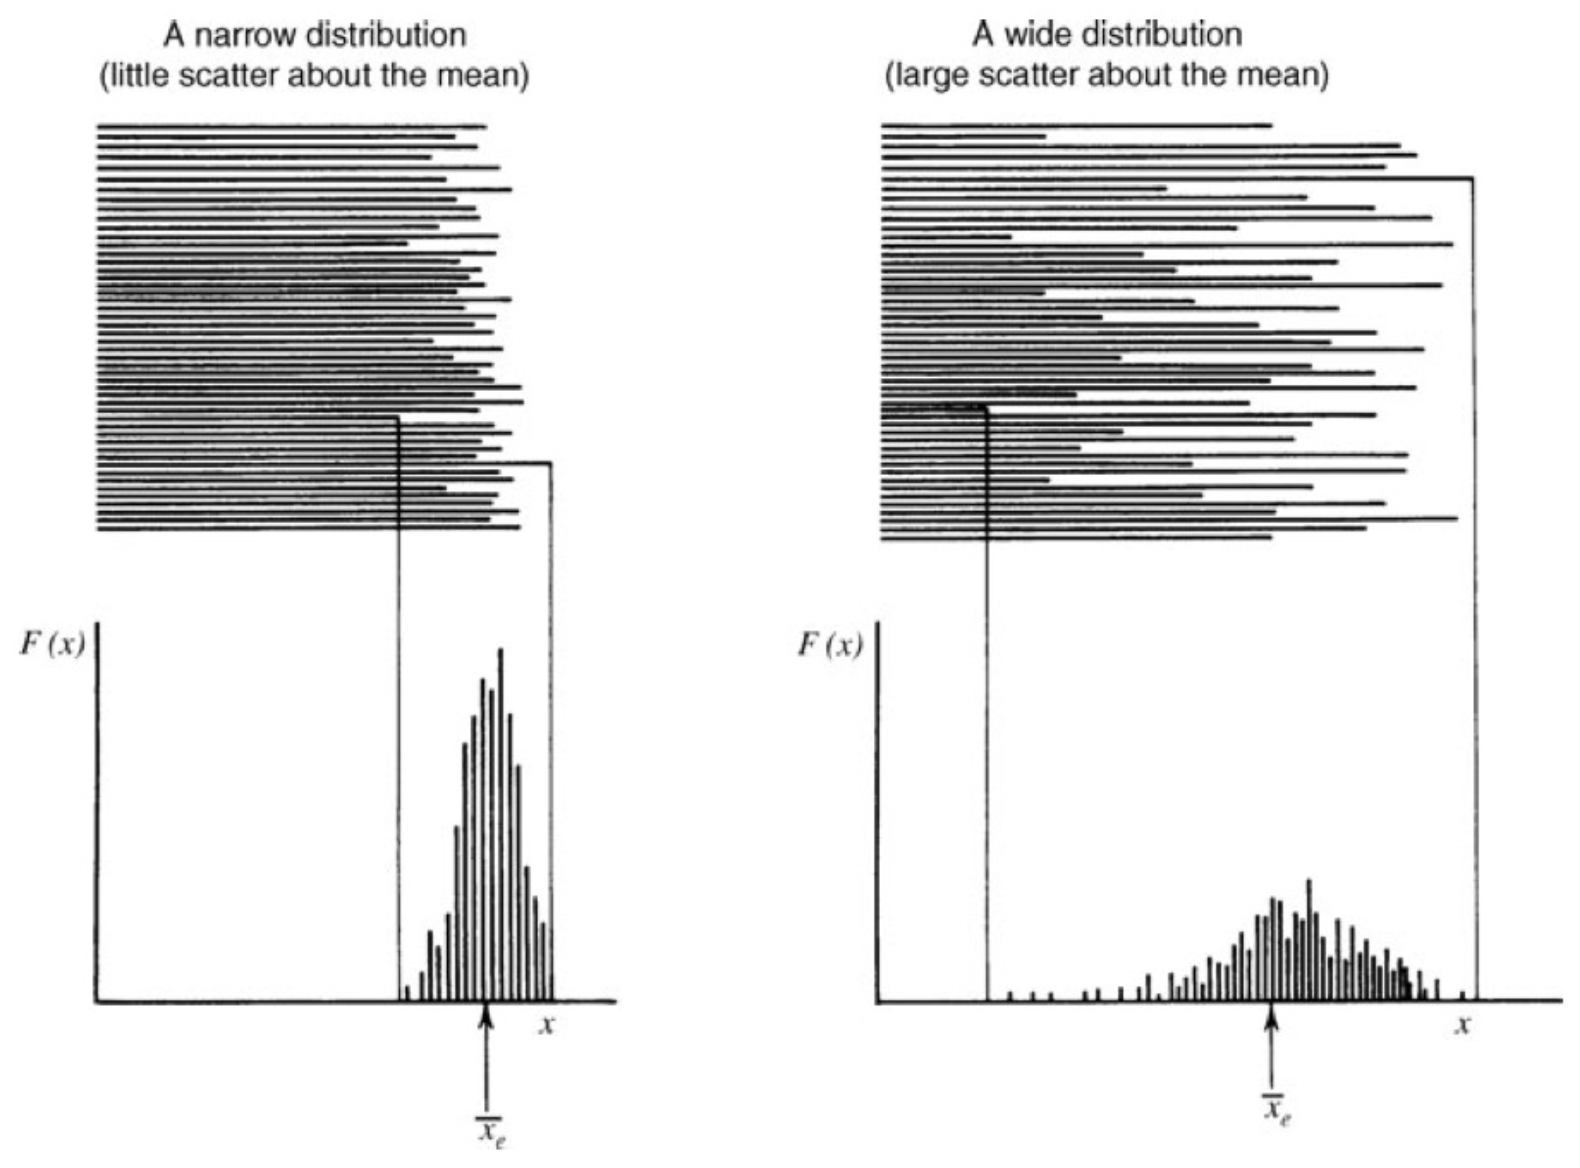 A narrow distribution
(little scatter about the mean)
F (x)
x
x̅ₑ
A wide distribution
(large scatter about the mean)
F (x)
x
x̅ₑ